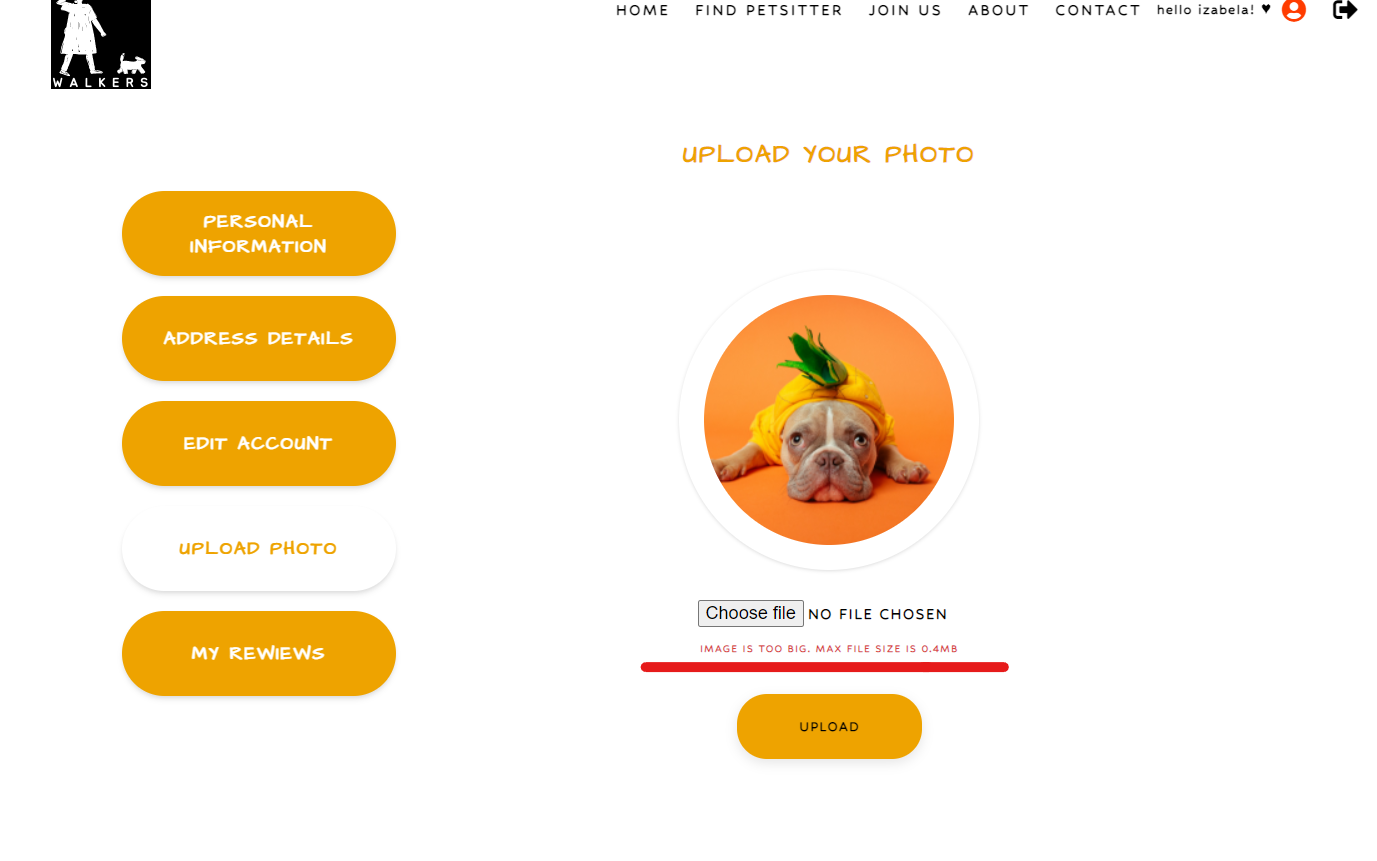 HOME FIND PETSITTER JOIN US ABOUT CONTACT hello izabela! ♥
WALKERS
UPLOAD YOUR PHOTO
PERSONAL
INFORMATION
ADDRESS DETAILS
EDIT ACCOUNT
UPLOAD PHOTO
MY REWIEWS
Choose file NO FILE CHOSEN
IMAGE IS TOO BIG. MAX FILE SIZE IS 0.4MB
UPLOAD